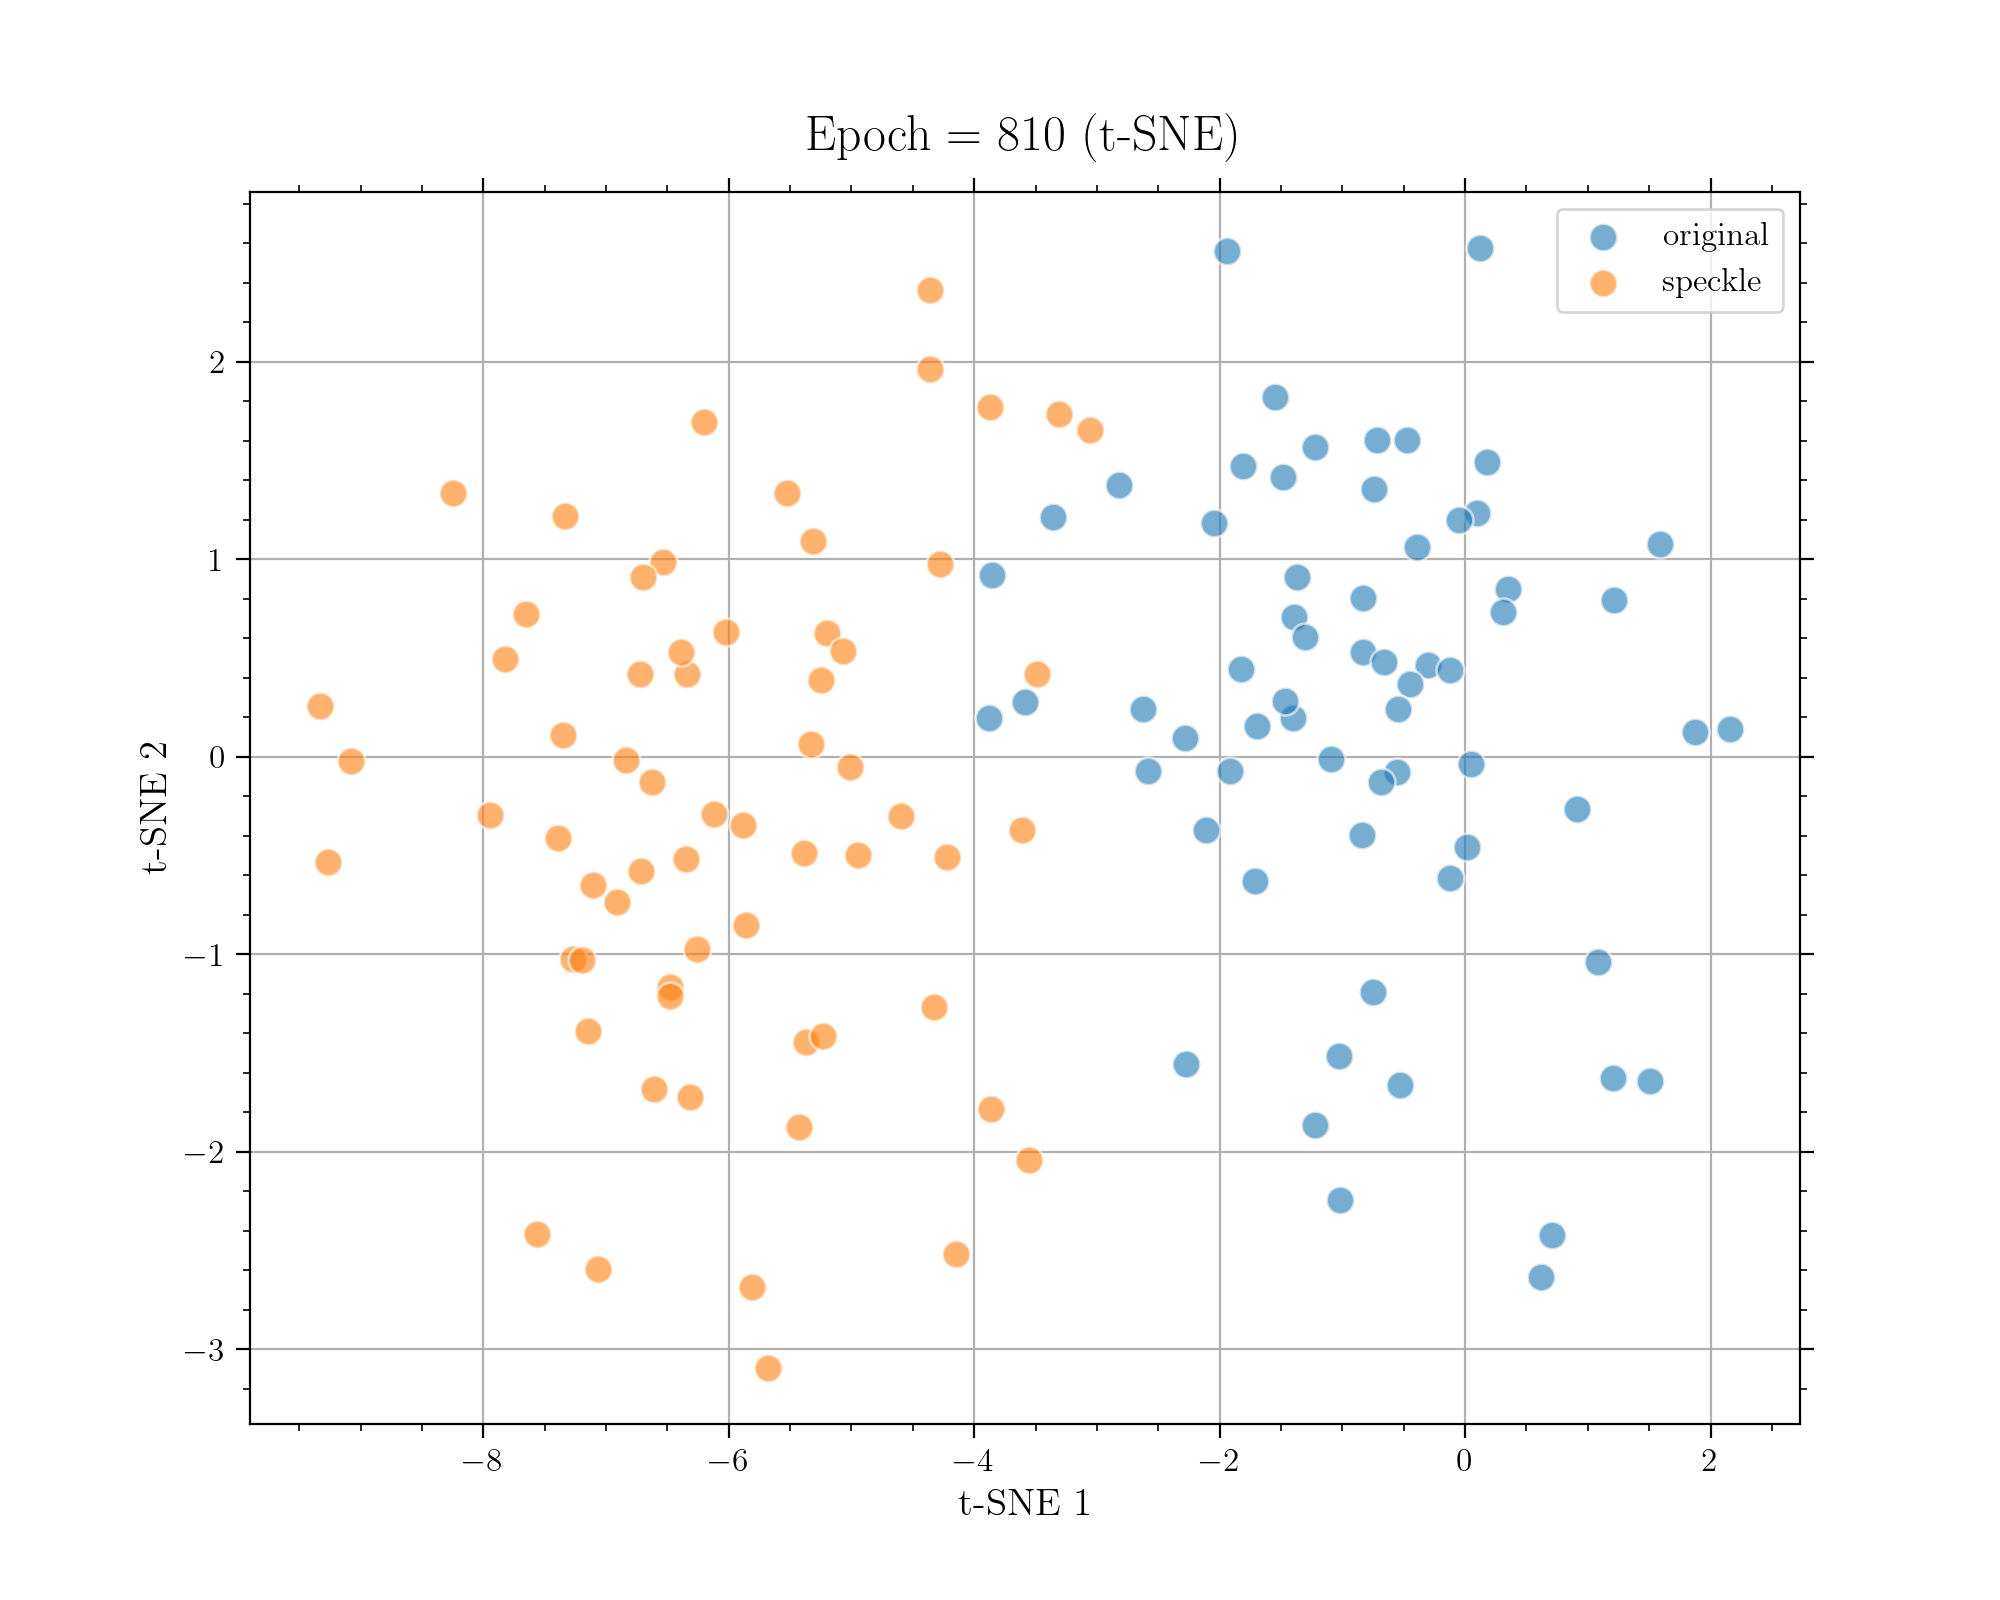 Epoch = 810 (t-SNE)
original
speckle
2
1
0
−1
−2
−3
t-SNE 2
−8
−6
−4
−2
0
2
t-SNE 1